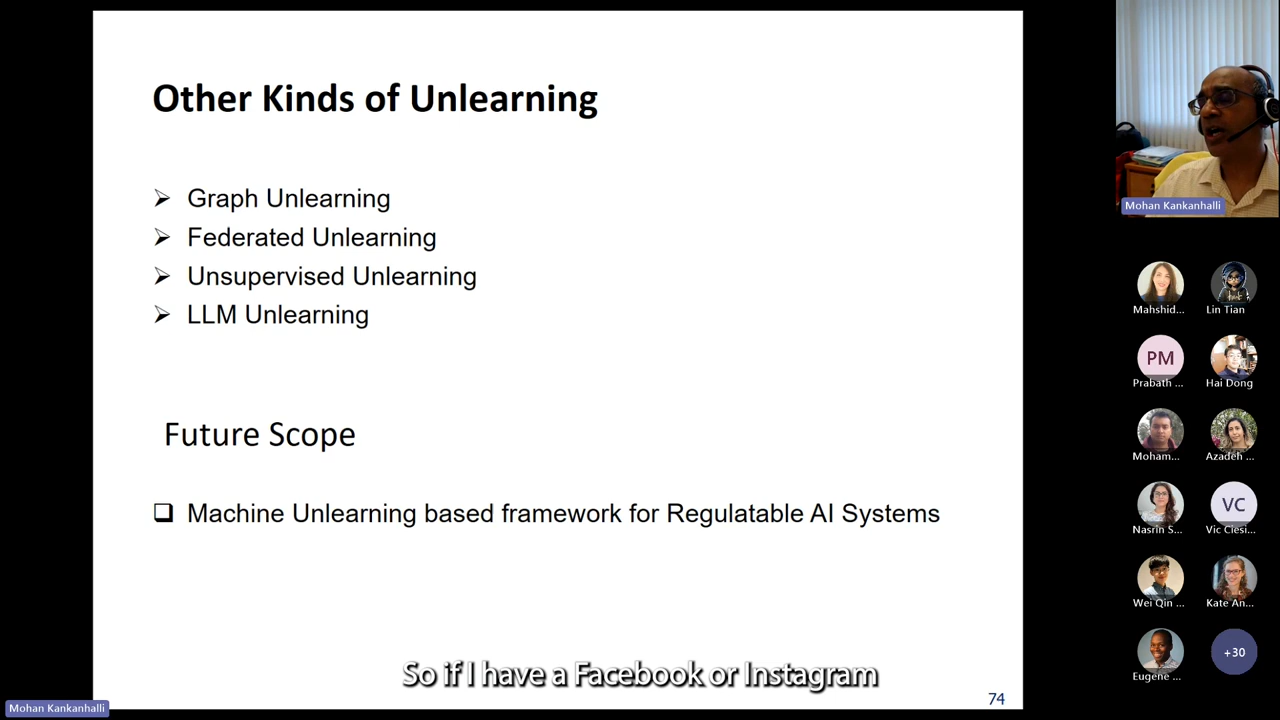 Other Kinds of Unlearning
Graph Unlearning
Federated Unlearning
Unsupervised Unlearning
LLM Unlearning
Future Scope
Machine Unlearning based framework for Regulatable AI Systems
So if I have a Facebook or Instagram
74
Mohan Kankanhalli
Mohan Kankanhalli
Mahshid...
Lin Tian
PM
Prabath ...
Hai Dong
Moham...
Azadeh ...
Nasrin S...
VC
Vic Ciesi...
Wei Qin ...
Kate An...
Eugene ...
+30